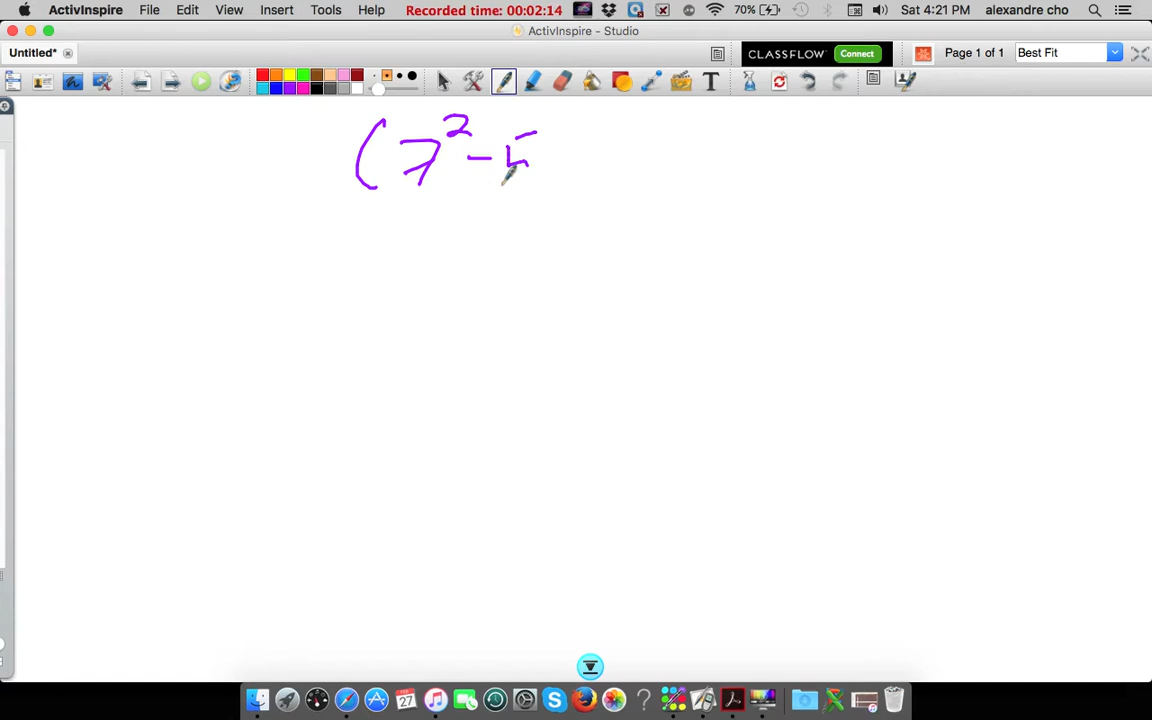 ActivInspire File Edit View Insert Tools Help Recorded time: 00:02:14 70% Sat 4:21 PM alexandre cho
ActivInspire - Studio
Untitled* CLASSFLOW Connect Page 1 of 1 Best Fit
(7² - 5